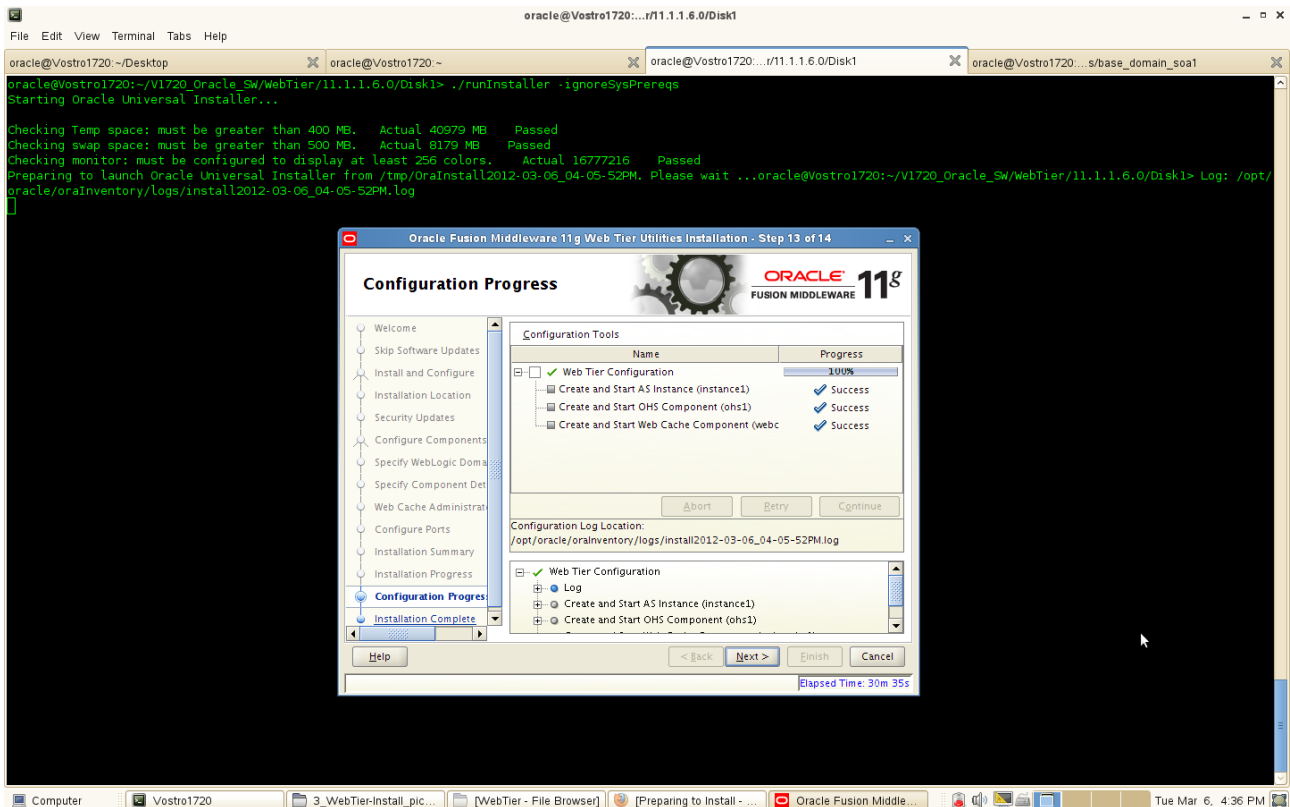 oracle@Vostro1720:...r/11.1.1.6.0/Disk1
File Edit View Terminal Tabs Help
oracle@Vostro1720:~/Desktop
oracle@Vostro1720:~
oracle@Vostro1720:...r/11.1.1.6.0/Disk1
oracle@Vostro1720:...s/base_domain_soa1
oracle@Vostro1720:~/V1720_Oracle_SW/WebTier/11.1.1.6.0/Disk1> ./runInstaller -ignoreSysPrereqs
Starting Oracle Universal Installer...
Checking Temp space: must be greater than 400 MB. Actual 40979 MB Passed
Checking swap space: must be greater than 500 MB. Actual 8179 MB Passed
Checking monitor: must be configured to display at least 256 colors. Actual 16777216 Passed
Preparing to launch Oracle Universal Installer from /tmp/OraInstall2012-03-06_04-05-52PM. Please wait ...oracle@Vostro1720:~/V1720_Oracle_SW/WebTier/11.1.1.6.0/Disk1> Log: /opt/
oracle/oraInventory/logs/install2012-03-06_04-05-52PM.log
Oracle Fusion Middleware 11g Web Tier Utilities Installation - Step 13 of 14
Configuration Progress
ORACLE
FUSION MIDDLEWARE
11g
Welcome
Skip Software Updates
Install and Configure
Installation Location
Security Updates
Configure Components
Specify WebLogic Doma
Specify Component Det
Web Cache Administrat
Configure Ports
Installation Summary
Installation Progress
Configuration Progres
Installation Complete
Configuration Tools
Name Progress
Web Tier Configuration 100%
Create and Start AS Instance (instance1) Success
Create and Start OHS Component (ohs1) Success
Create and Start Web Cache Component (webc Success
Abort Retry Continue
Configuration Log Location:
/opt/oracle/oraInventory/logs/install2012-03-06_04-05-52PM.log
Web Tier Configuration
Log
Create and Start AS Instance (instance1)
Create and Start OHS Component (ohs1)
Help < Back Next > Finish Cancel
Elapsed Time: 30m 35s
Computer
Vostro1720
3_WebTier-Install_pic...
[WebTier - File Browser]
[Preparing to Install - ...
Oracle Fusion Middle...
Tue Mar 6, 4:36 PM